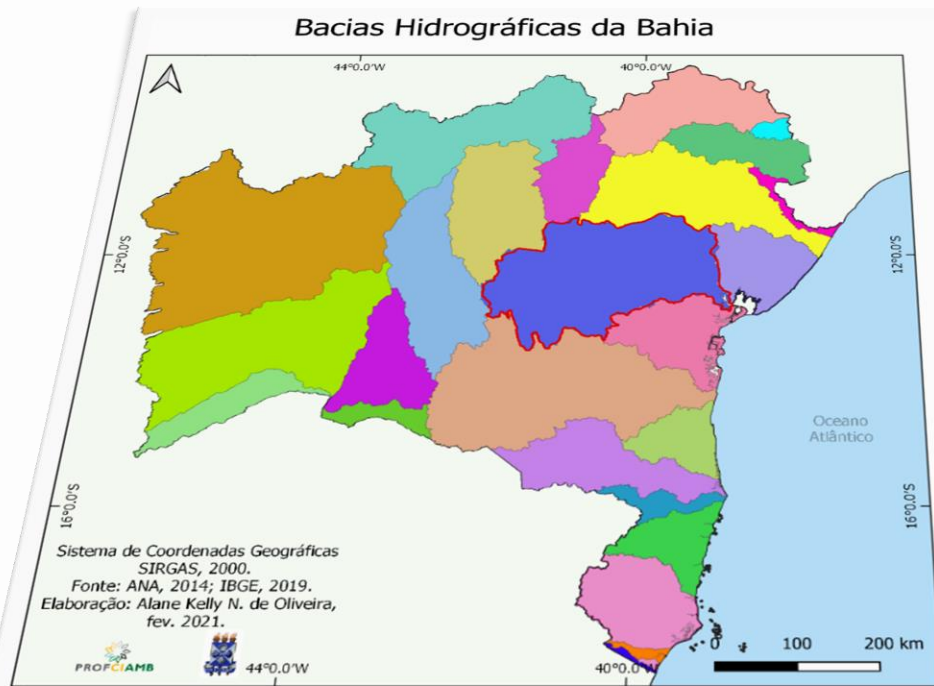 Bacias Hidrográficas da Bahia
44°0.0'W
40°0.0'W
12°0.0'S
12°0.0'S
Oceano
Atlântico
16°0.0'S
16°0.0'S
Sistema de Coordenadas Geográficas
SIRGAS, 2000.
Fonte: ANA, 2014; IBGE, 2019.
Elaboração: Alane Kelly N. de Oliveira,
fev. 2021.
PROFCIAMB
44°0.0'W
40°0.0'W
0 100 200 km